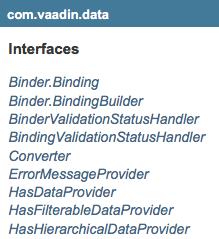 com.vaadin.data
Interfaces
Binder.Binding
Binder.BindingBuilder
BinderValidationStatusHandler
BindingValidationStatusHandler
Converter
ErrorMessageProvider
HasDataProvider
HasFilterableDataProvider
HasHierarchicalDataProvider